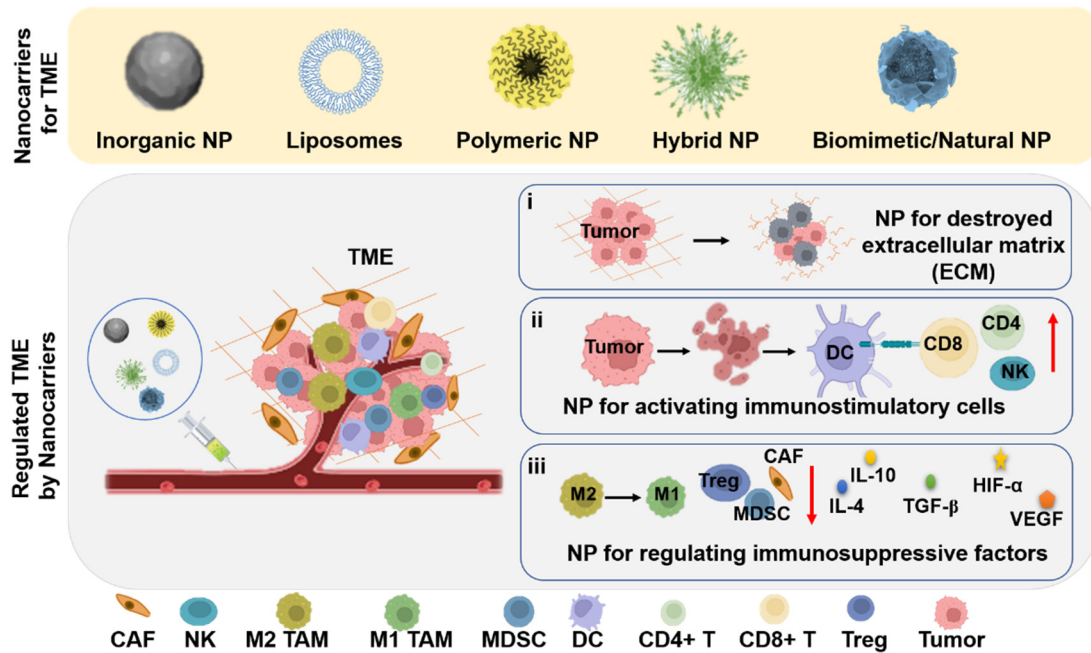 Nanocarriers
for TME
Inorganic NP
Liposomes
Polymeric NP
Hybrid NP
Biomimetic/Natural NP
Regulated TME
by Nanocarriers
TME
i
Tumor
NP for destroyed
extracellular matrix
(ECM)
ii
Tumor
DC
CD8
CD4
NK
NP for activating immunostimulatory cells
iii
M2
M1
Treg
MDSC
CAF
IL-10
IL-4
TGF-β
HIF-α
VEGF
NP for regulating immunosuppressive factors
CAF
NK
M2 TAM
M1 TAM
MDSC
DC
CD4+ T
CD8+ T
Treg
Tumor